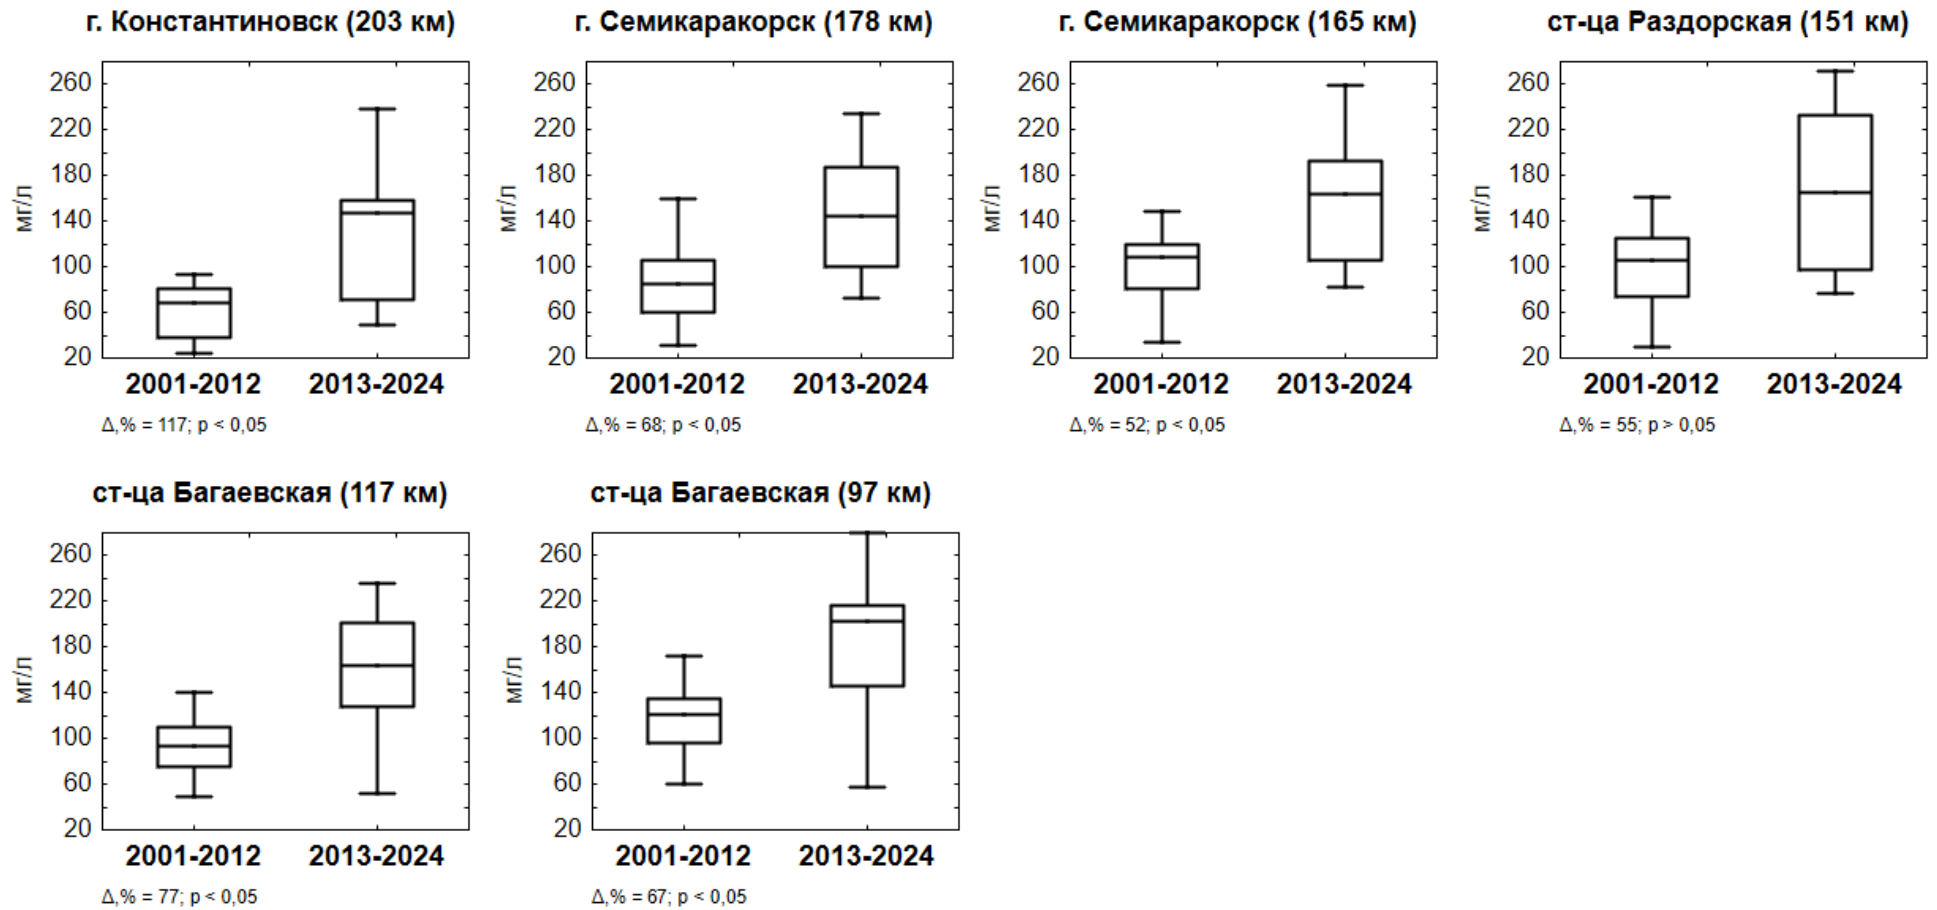 г. Константиновск (203 км)
260
220
180
140
100
60
20
мг/л
2001-2012 2013-2024
Δ,% = 117; p < 0,05
г. Семикаракорск (178 км)
260
220
180
140
100
60
20
мг/л
2001-2012 2013-2024
Δ,% = 68; p < 0,05
г. Семикаракорск (165 км)
260
220
180
140
100
60
20
мг/л
2001-2012 2013-2024
Δ,% = 52; p < 0,05
ст-ца Раздорская (151 км)
260
220
180
140
100
60
20
мг/л
2001-2012 2013-2024
Δ,% = 55; p > 0,05
ст-ца Багаевская (117 км)
260
220
180
140
100
60
20
мг/л
2001-2012 2013-2024
Δ,% = 77; p < 0,05
ст-ца Багаевская (97 км)
260
220
180
140
100
60
20
мг/л
2001-2012 2013-2024
Δ,% = 67; p < 0,05